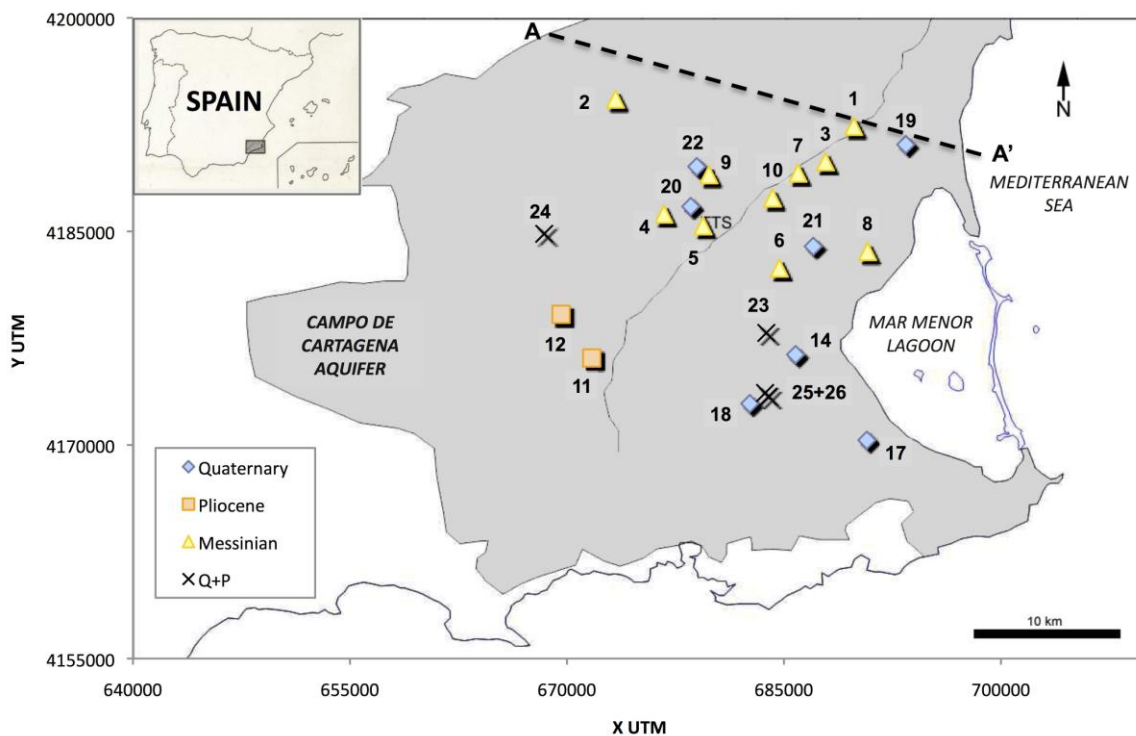 4200000
4185000
4170000
4155000
Y UTM
640000
655000
670000
685000
700000
X UTM
SPAIN
A
A'
N
2
1
19
3
7
22
9
10
20
24
4
TS
5
6
21
8
MEDITERRANEAN
SEA
23
12
14
11
CAMPO DE
CARTAGENA
AQUIFER
MAR MENOR
LAGOON
25+26
18
17
Quaternary
Pliocene
Messinian
Q+P
10 km